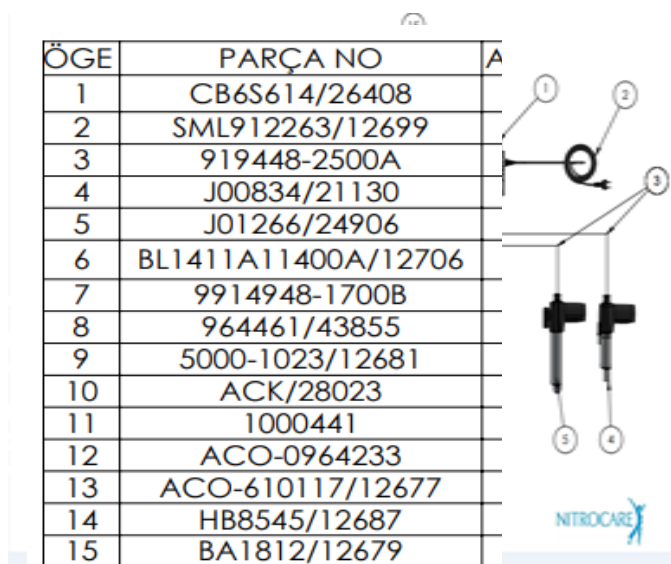 ÖGE PARÇA NO A
1 CB6S614/26408
2 SML912263/12699
3 919448-2500A
4 J00834/21130
5 J01266/24906
6 BL1411A11400A/12706
7 9914948-1700B
8 964461/43855
9 5000-1023/12681
10 ACK/28023
11 1000441
12 ACO-0964233
13 ACO-610117/12677
14 HB8545/12687
15 BA1812/12679
1
2
3
5
4
NITROCARE